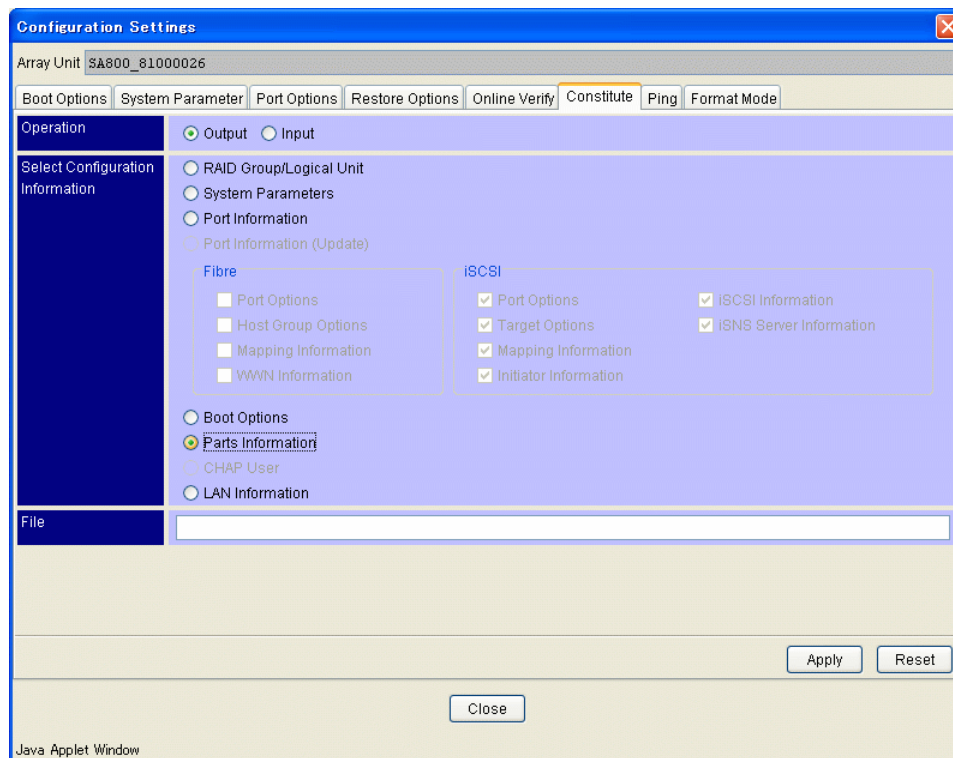 Configuration Settings
Array Unit SA800_81000026
Boot Options System Parameter Port Options Restore Options Online Verify Constitute Ping Format Mode
Operation Output Input
Select Configuration Information RAID Group/Logical Unit
System Parameters
Port Information
Port Information (Update)
Fibre iSCSI
Port Options Port Options iSCSI Information
Host Group Options Target Options iSNS Server Information
Mapping Information Mapping Information
WWN Information Initiator Information
Boot Options
Parts Information
CHAP User
LAN Information
File
Apply Reset
Close
Java Applet Window